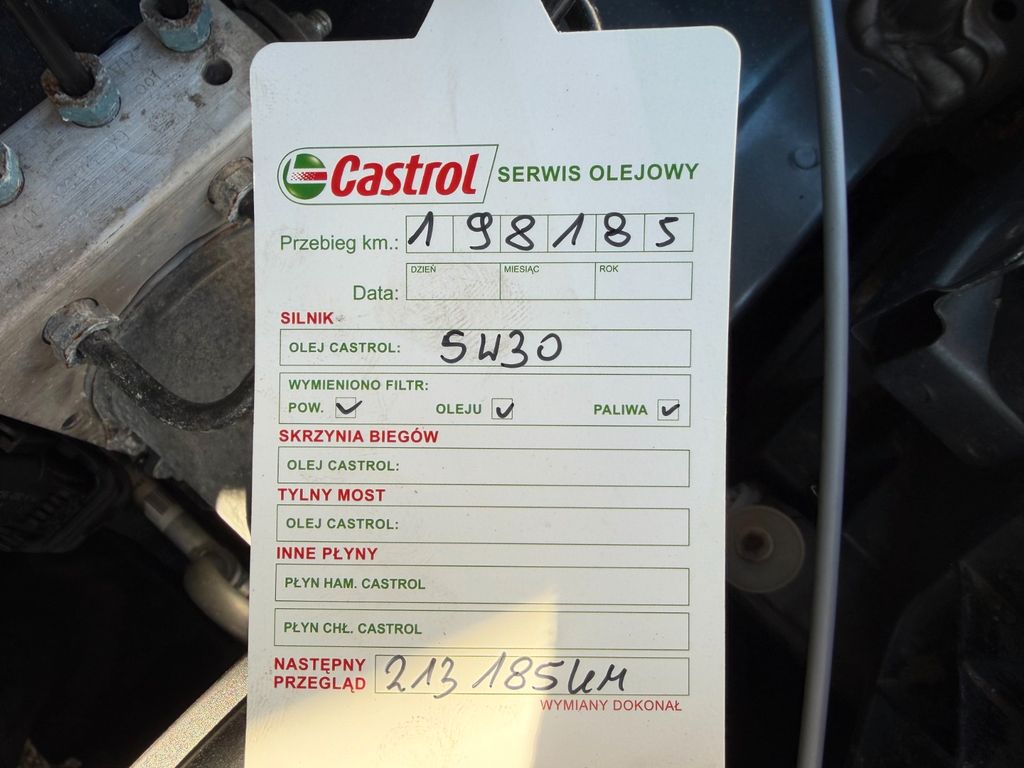 Castrol SERWIS OLEJOWY
Przebieg km.: 198185
DZIEŃ MIESIĄC ROK
Data:
SILNIK
OLEJ CASTROL: 5W30
WYMIENIONO FILTR:
POW. ✓ OLEJU ✓ PALIWA ✓
SKRZYNIA BIEGÓW
OLEJ CASTROL:
TYLNY MOST
OLEJ CASTROL:
INNE PŁYNY
PŁYN HAM. CASTROL
PŁYN CHŁ. CASTROL
NASTĘPNY
PRZEGLĄD 213 185 km
WYMIANY DOKONAŁ